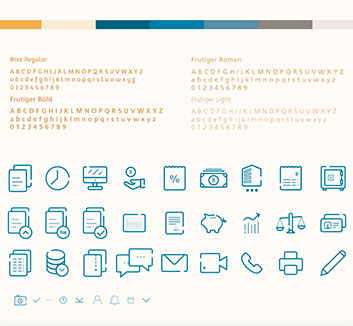 Bree Regular
ABCDEFGHIJKLMNOPQRSTUVWXYZ
abcdefghijklmnopqrstuvwxyz
0123456789
Frutiger Bold
ABCDEFGHIJKLMNOPQRSTUVWXYZ
abcdefghijklmnopqrstuvwxyz
0123456789
Frutiger Roman
ABCDEFGHIJKLMNOPQRSTUVWXYZ
abcdefghijklmnopqrstuvwxyz
0123456789
Frutiger Light
ABCDEFGHIJKLMNOPQRSTUVWXYZ
abcdefghijklmnopqrstuvwxyz
0123456789
$
%
$
$